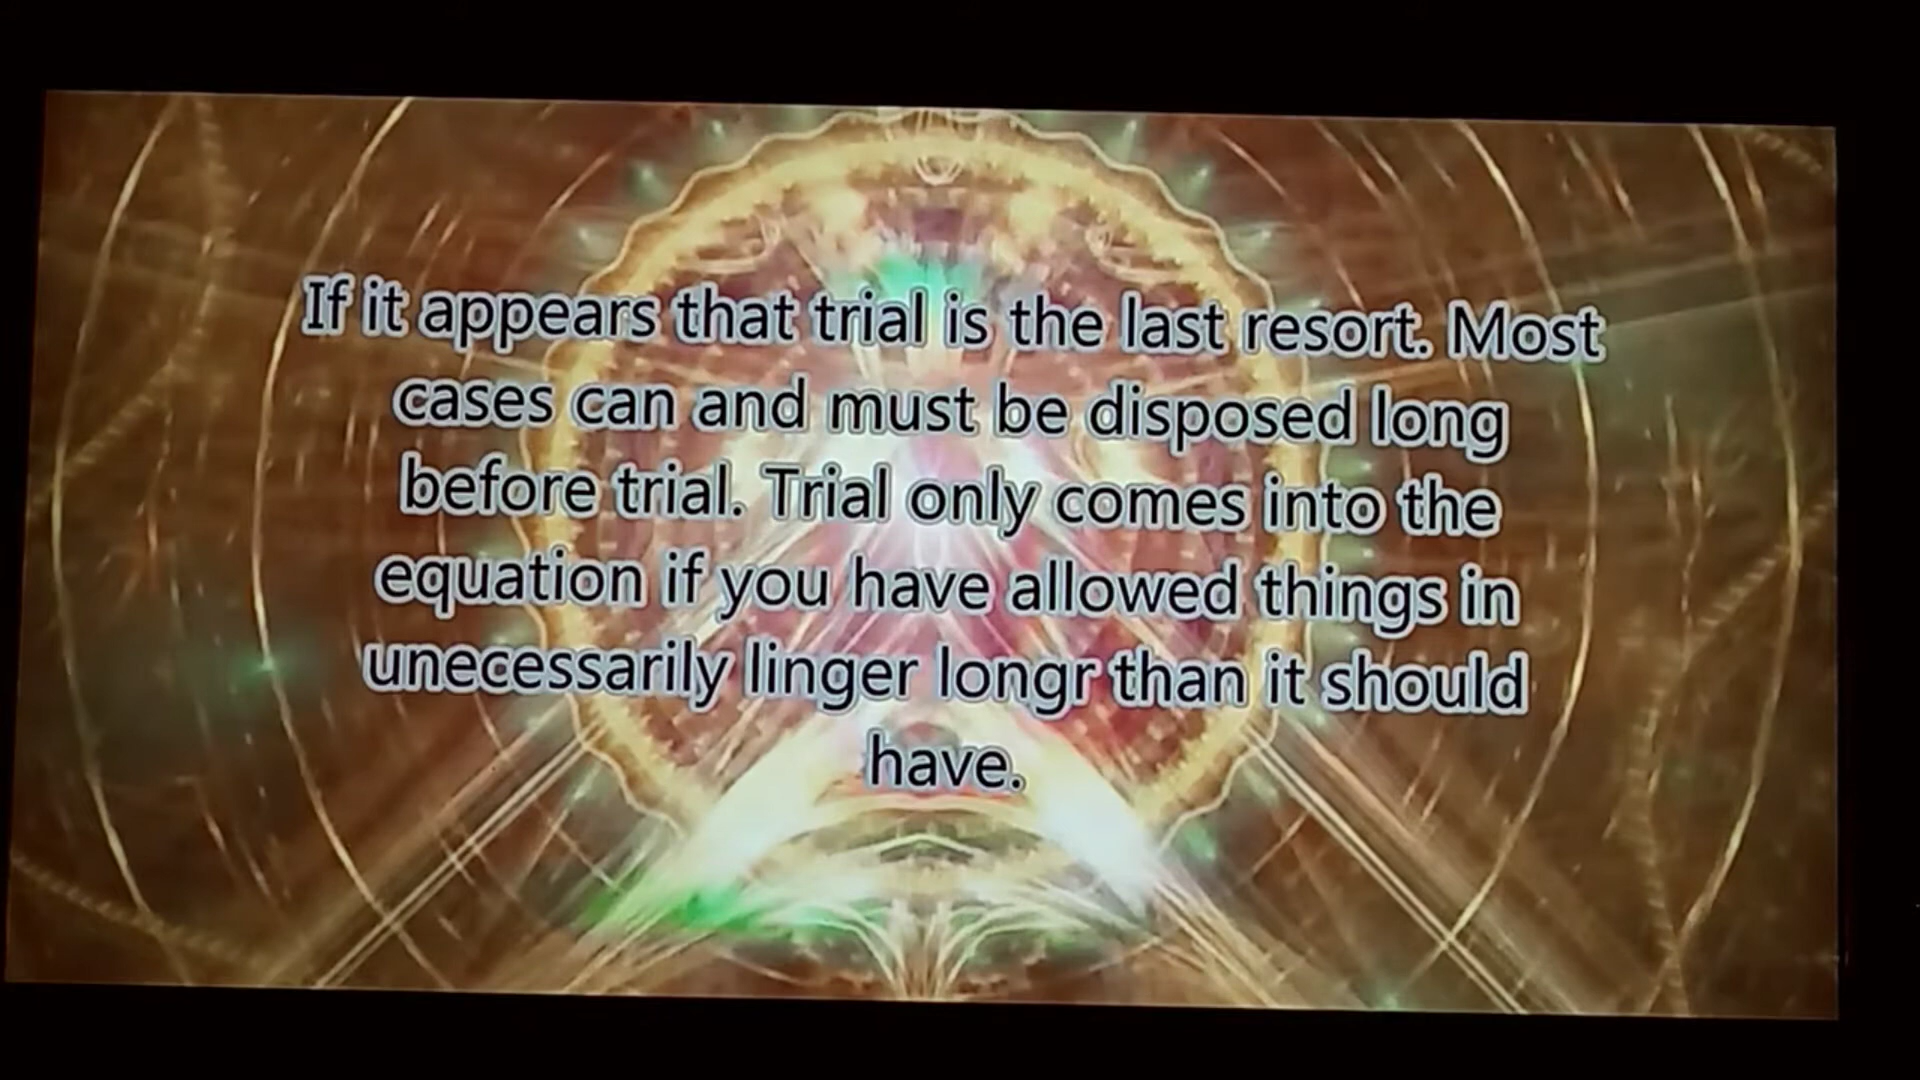 If it appears that trial is the last resort. Most
cases can and must be disposed long
before trial. Trial only comes into the
equation if you have allowed things in
unecessarily linger longr than it should
have.